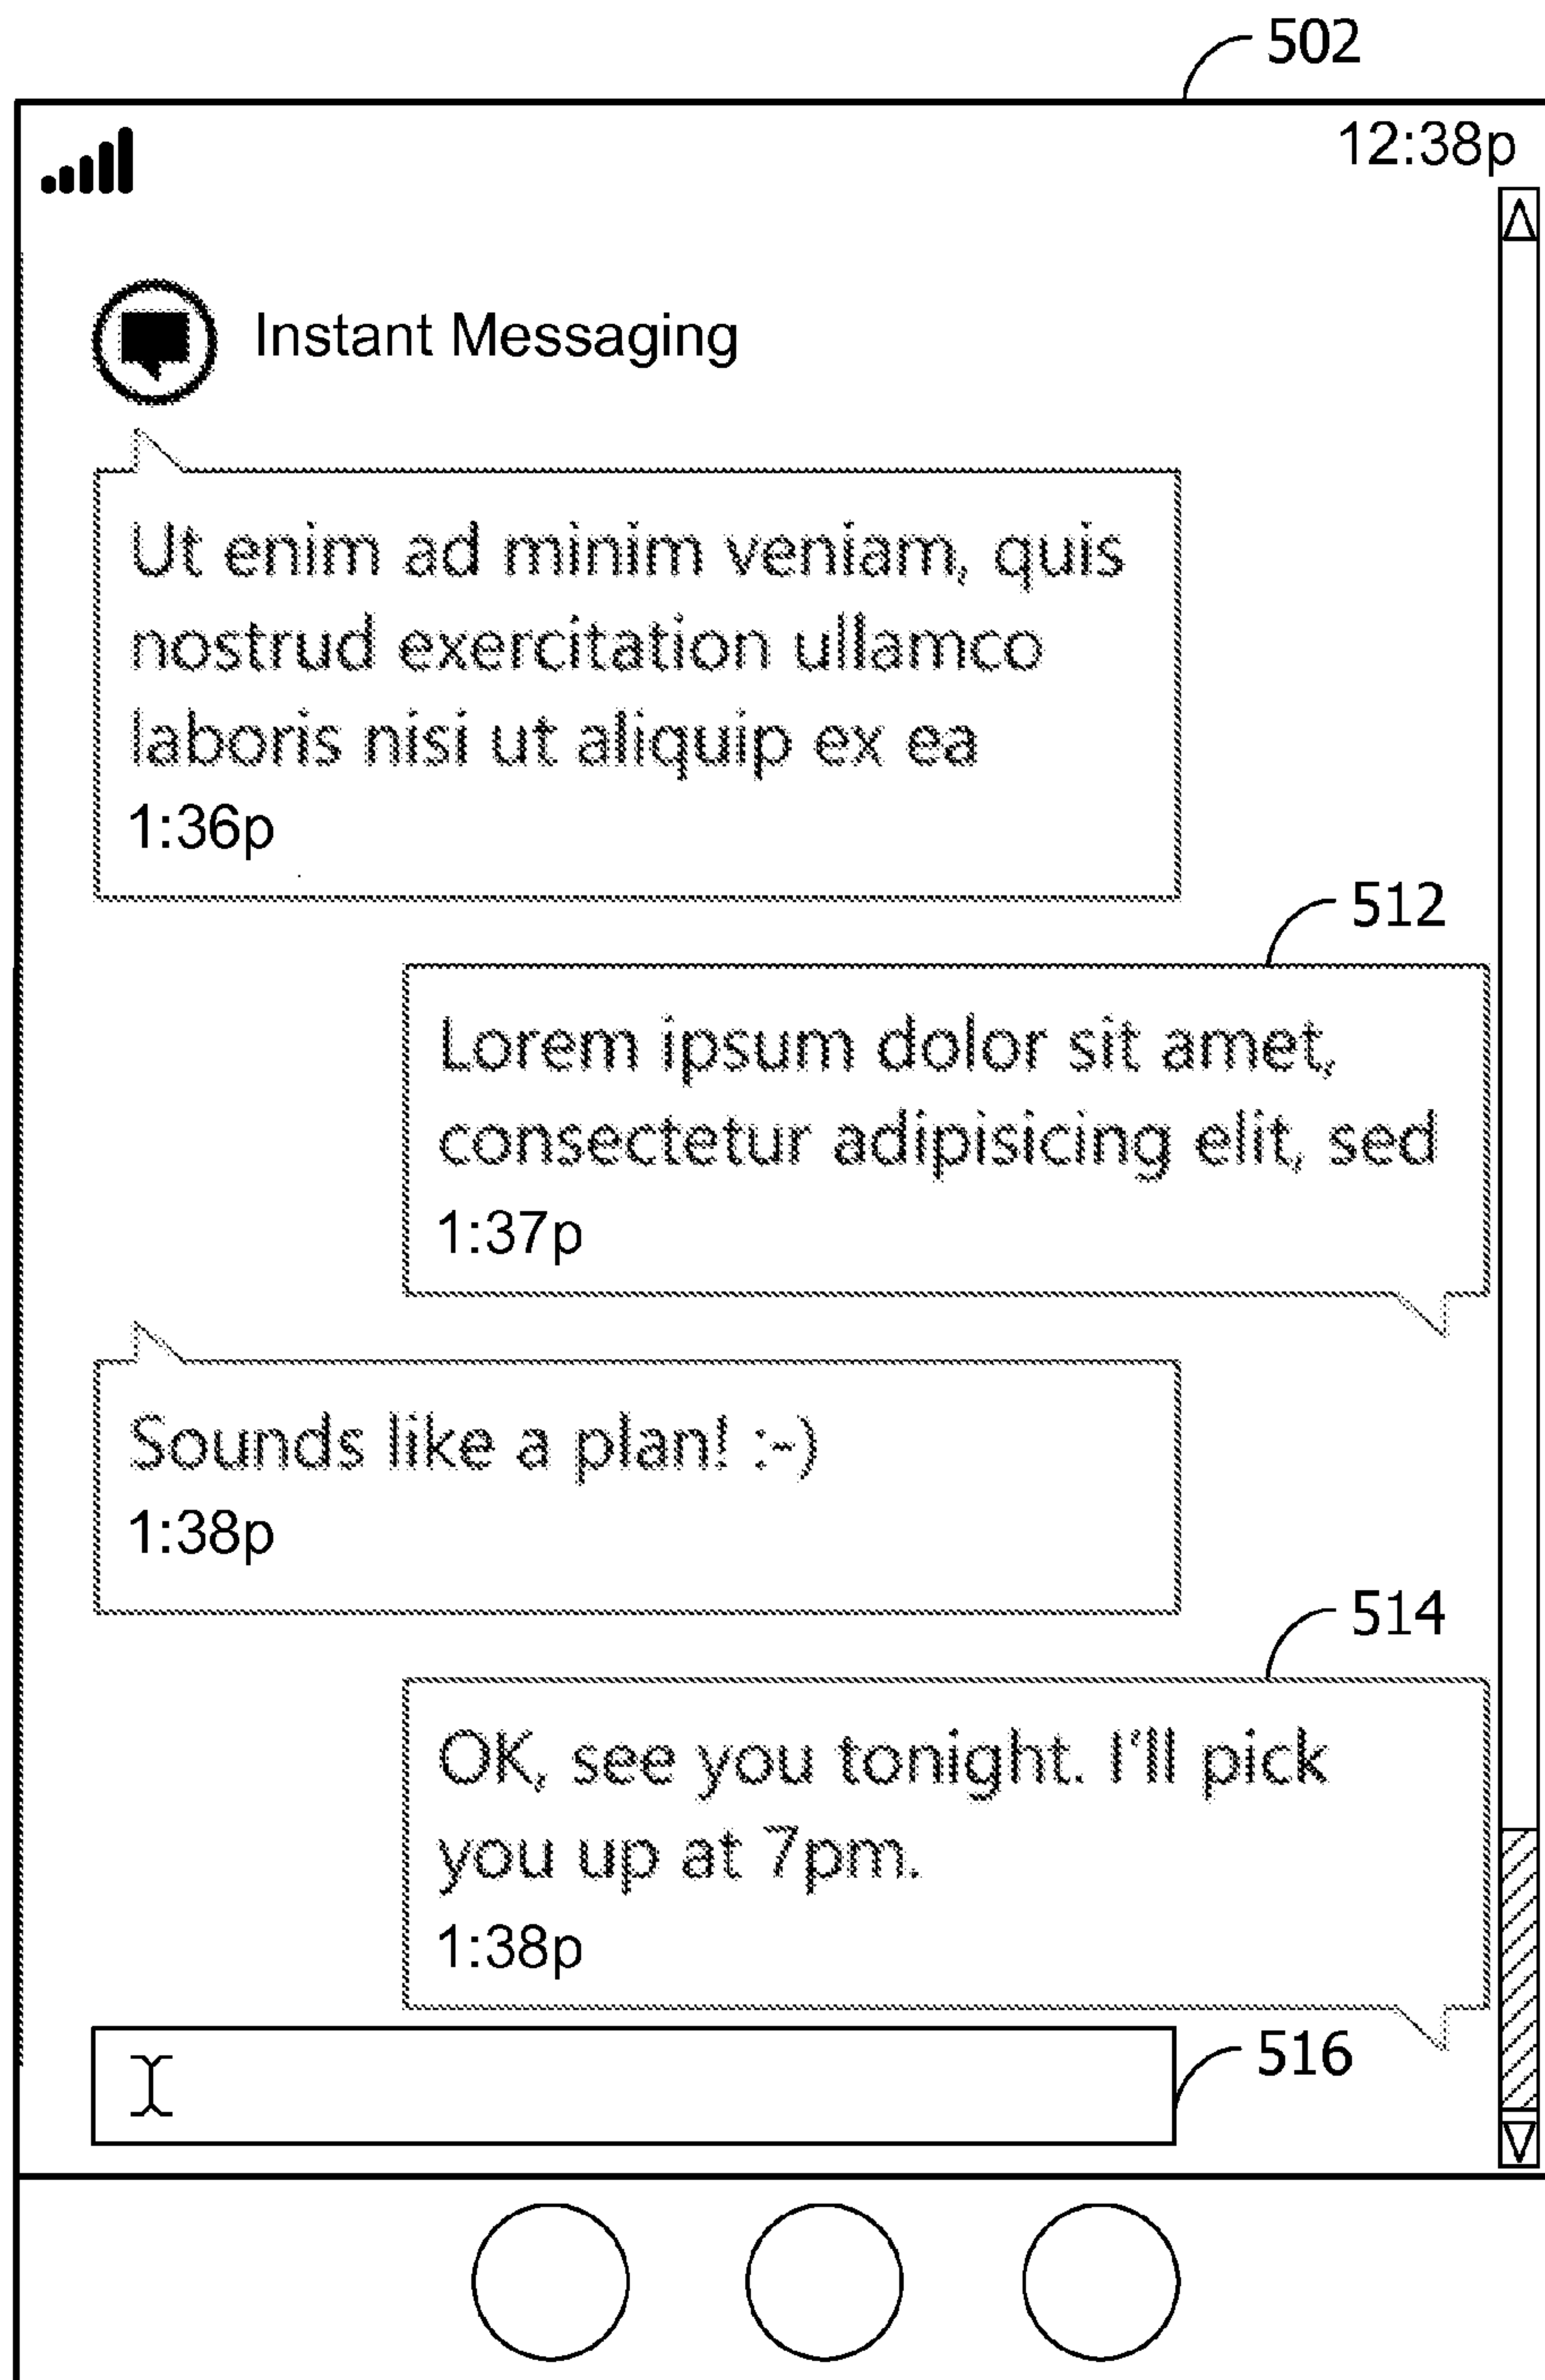 502
12:38p
Instant Messaging
Ut enim ad minim veniam, quis
nostrud exercitation ullamco
laboris nisi ut aliquip ex ea
1:36p
512
Lorem ipsum dolor sit amet,
consectetur adipisicing elit, sed
1:37p
Sounds like a plan! :-)
1:38p
514
OK, see you tonight. I'll pick
you up at 7pm.
1:38p
516